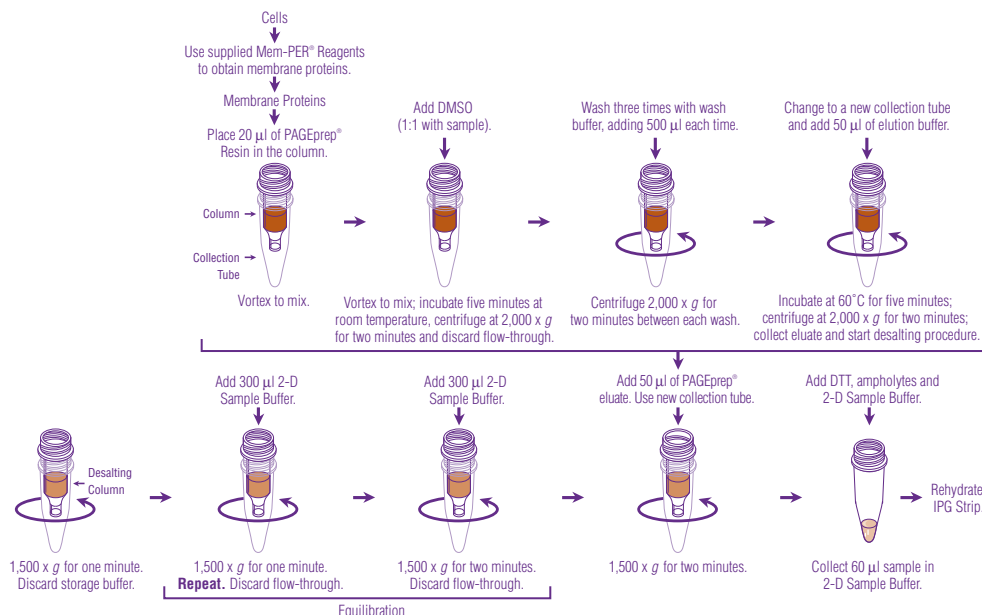 Cells
Use supplied Mem-PER® Reagents
to obtain membrane proteins.
Membrane Proteins
Place 20 µl of PAGEprep®
Resin in the column.
Column
Collection
Tube
Vortex to mix.
Add DMSO
(1:1 with sample).
Vortex to mix; incubate five minutes at
room temperature, centrifuge at 2,000 x g
for two minutes and discard flow-through.
Wash three times with wash
buffer, adding 500 µl each time.
Centrifuge 2,000 x g for
two minutes between each wash.
Change to a new collection tube
and add 50 µl of elution buffer.
Incubate at 60˚C for five minutes;
centrifuge at 2,000 x g for two minutes;
collect eluate and start desalting procedure.
Desalting
Column
1,500 x g for one minute.
Discard storage buffer.
Add 300 µl 2-D
Sample Buffer.
1,500 x g for one minute.
Repeat. Discard flow-through.
Add 300 µl 2-D
Sample Buffer.
1,500 x g for two minutes.
Discard flow-through.
Equilibration
Add 50 µl of PAGEprep®
eluate. Use new collection tube.
1,500 x g for two minutes.
Add DTT, ampholytes and
2-D Sample Buffer.
Collect 60 µl sample in
2-D Sample Buffer.
Rehydrate
IPG Strip.